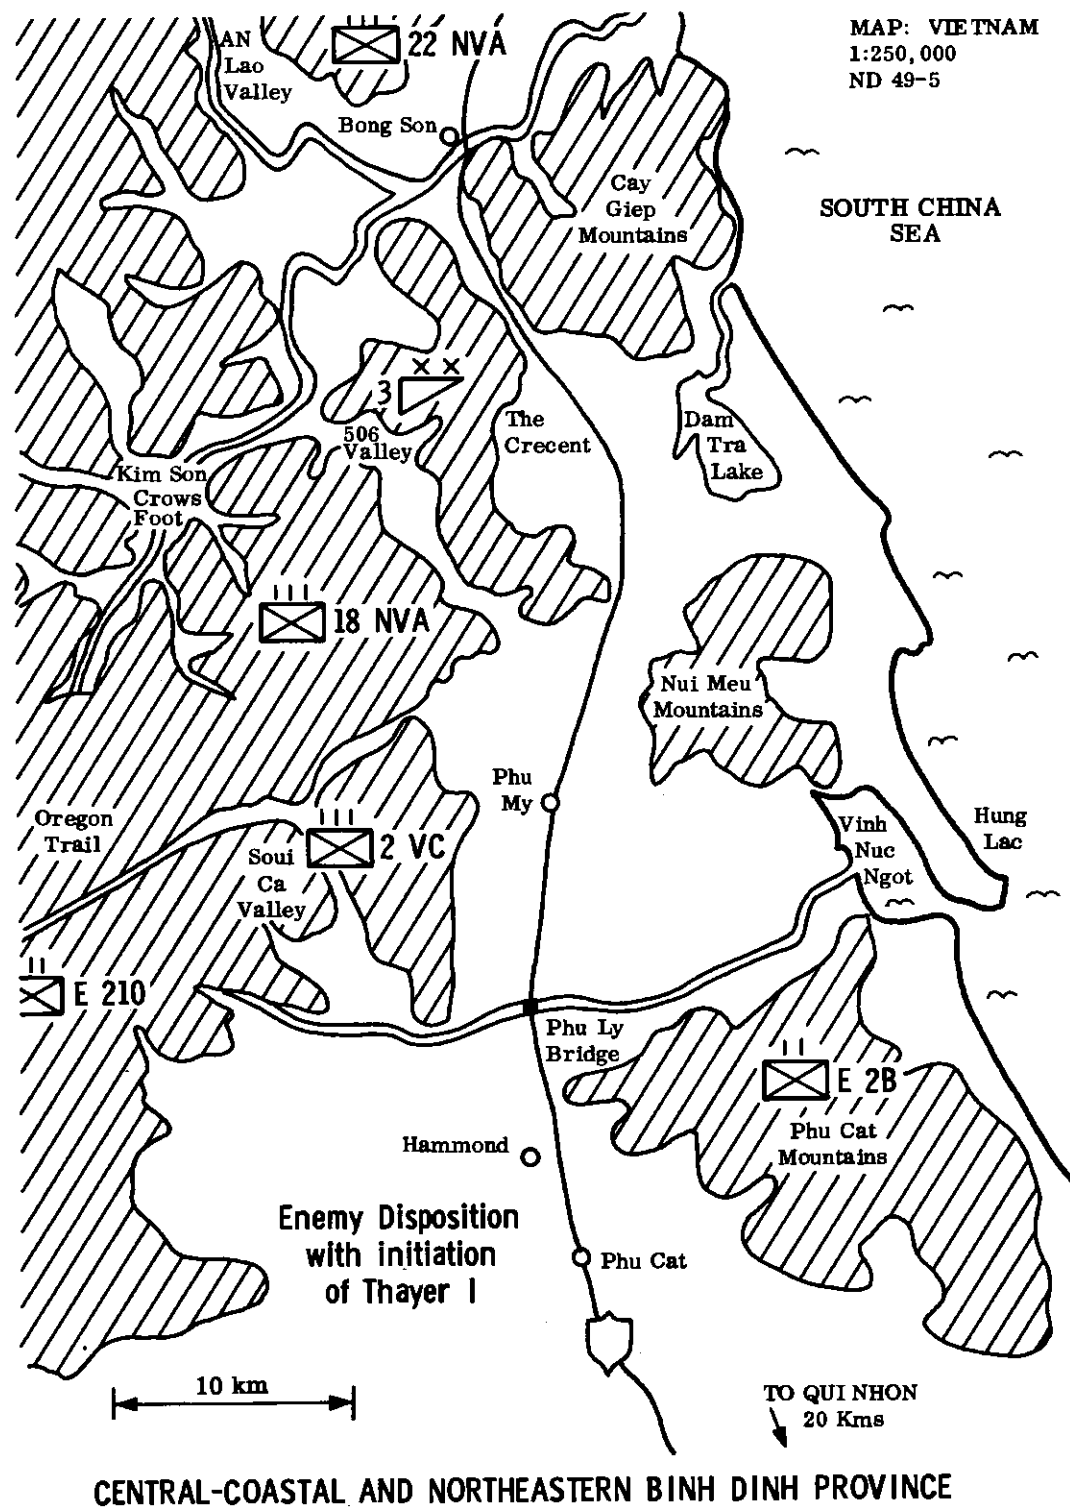 MAP: VIETNAM
1:250,000
ND 49-5
AN
Lao
Valley
22 NVA
Bong Son
Cay
Giep
Mountains
SOUTH CHINA
SEA
3
506
Valley
The
Crecent
Dam
Tra
Lake
Kim Son
Crows
Foot
18 NVA
Nui Meu
Mountains
Phu
My
Oregon
Trail
2 VC
Soui
Ca
Valley
Vinh
Nuc
Ngot
Hung
Lac
E 210
Phu Ly
Bridge
E 2B
Phu Cat
Mountains
Hammond
Enemy Disposition
with initiation
of Thayer I
Phu Cat
10 km
TO QUI NHON
20 Kms
CENTRAL-COASTAL AND NORTHEASTERN BINH DINH PROVINCE